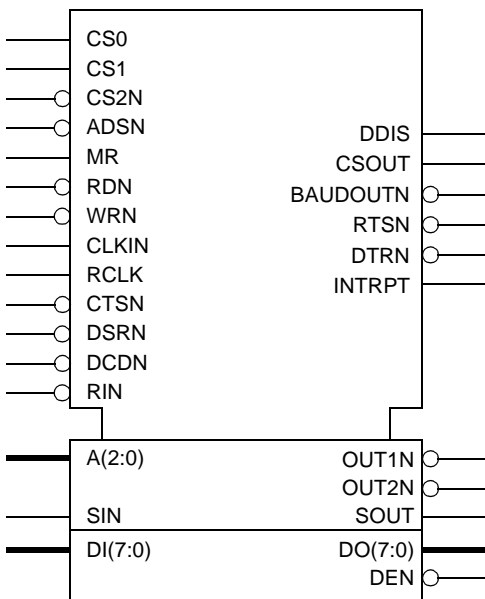 CS0
CS1
CS2N
ADSN
MR
RDN
WRN
CLKIN
RCLK
CTSN
DSRN
DCDN
RIN
DDIS
CSOUT
BAUDOUTN
RTSN
DTRN
INTRPT
A(2:0)
SIN
OUT1N
OUT2N
SOUT
DI(7:0)
DO(7:0)
DEN